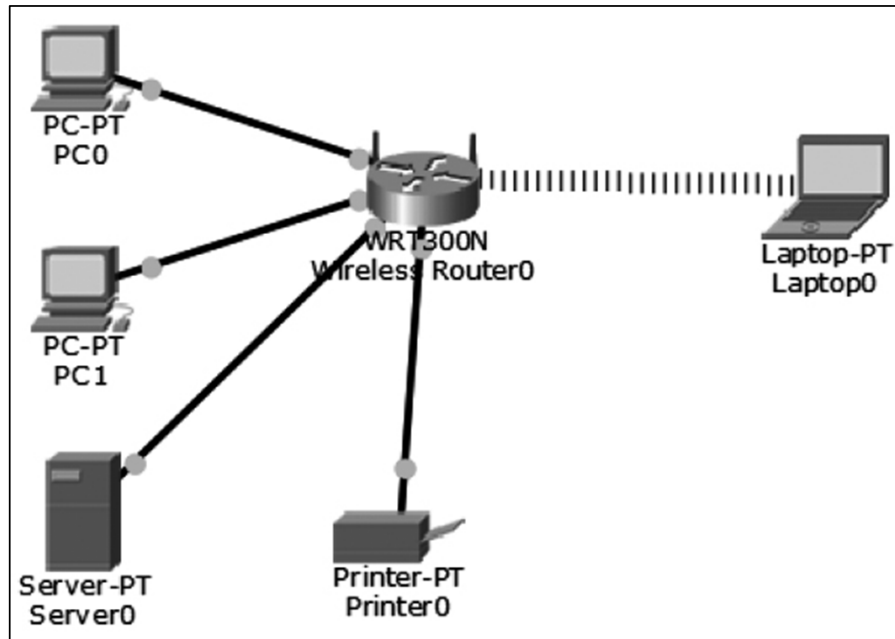 PC-PT
PC0
WRT300N
Wireless Router0
Laptop-PT
Laptop0
PC-PT
PC1
Server-PT
Server0
Printer-PT
Printer0